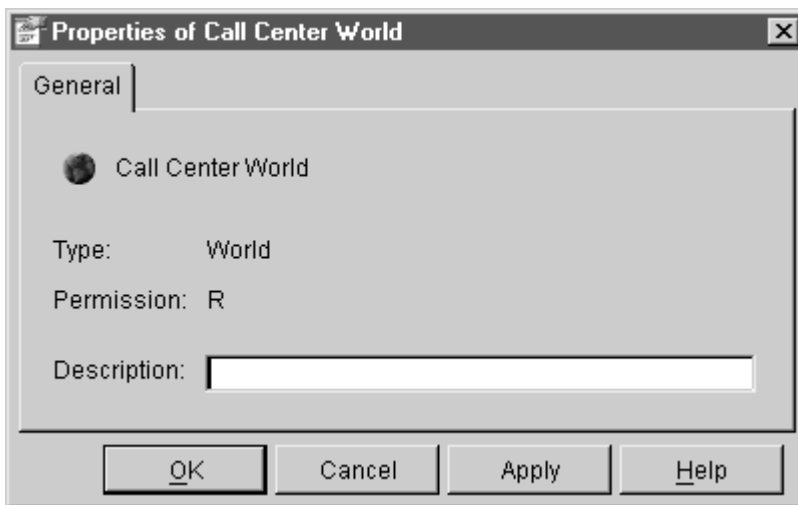 Properties of Call Center World
General
Call Center World
Type: World
Permission: R
Description:
OK Cancel Apply Help